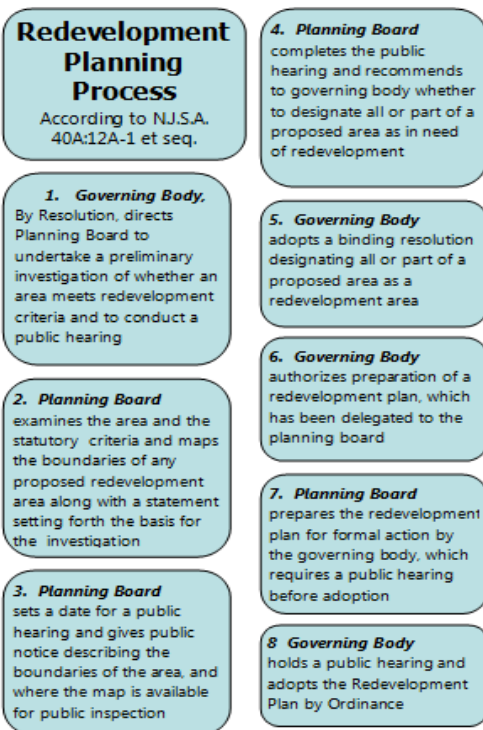 Redevelopment
Planning
Process
According to N.J.S.A.
40A:12A-1 et seq.
1. Governing Body,
By Resolution, directs
Planning Board to
undertake a preliminary
investigation of whether an
area meets redevelopment
criteria and to conduct a
public hearing
2. Planning Board
examines the area and the
statutory criteria and maps
the boundaries of any
proposed redevelopment
area along with a statement
setting forth the basis for
the investigation
3. Planning Board
sets a date for a public
hearing and gives public
notice describing the
boundaries of the area, and
where the map is available
for public inspection
4. Planning Board
completes the public
hearing and recommends
to governing body whether
to designate all or part of a
proposed area as in need
of redevelopment
5. Governing Body
adopts a binding resolution
designating all or part of a
proposed area as a
redevelopment area
6. Governing Body
authorizes preparation of a
redevelopment plan, which
has been delegated to the
planning board
7. Planning Board
prepares the redevelopment
plan for formal action by
the governing body, which
requires a public hearing
before adoption
8 Governing Body
holds a public hearing and
adopts the Redevelopment
Plan by Ordinance